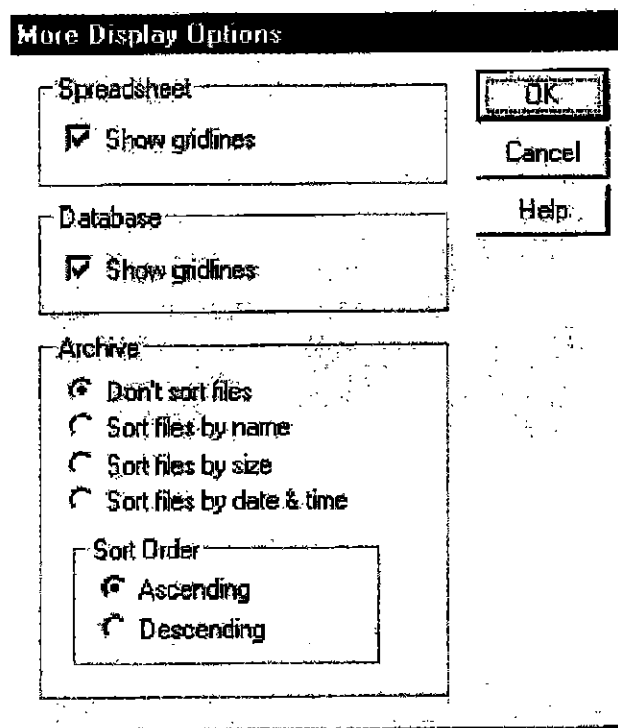 More Display Options
Spreadsheet
Show gridlines
OK
Cancel
Help
Database
Show gridlines
Archive
Don't sort files
Sort files by name
Sort files by size
Sort files by date & time
Sort Order
Ascending
Descending